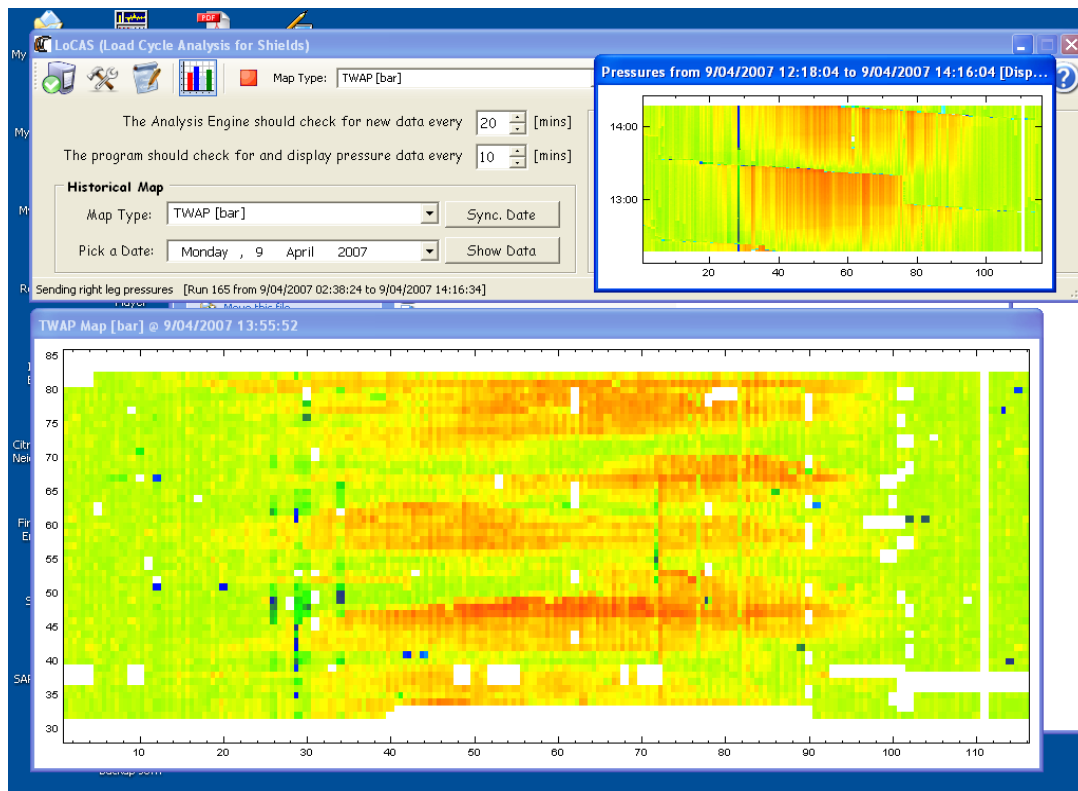 My
PDF
LoCAS (Load Cycle Analysis for Shields)
Map Type: TWAP [bar]
The Analysis Engine should check for new data every 20 [mins]
The program should check for and display pressure data every 10 [mins]
Historical Map
Map Type: TWAP [bar] Sync. Date
Pick a Date: Monday , 9 April 2007 Show Data
Sending right leg pressures [Run 165 from 9/04/2007 02:38:24 to 9/04/2007 14:16:34]
Pressures from 9/04/2007 12:18:04 to 9/04/2007 14:16:04 [Disp...
14:00
13:00
20 40 60 80 100
Move this file
TWAP Map [bar] @ 9/04/2007 13:55:52
85
80
75
70
65
60
55
50
45
40
35
30
10 20 30 40 50 60 70 80 90 100 110